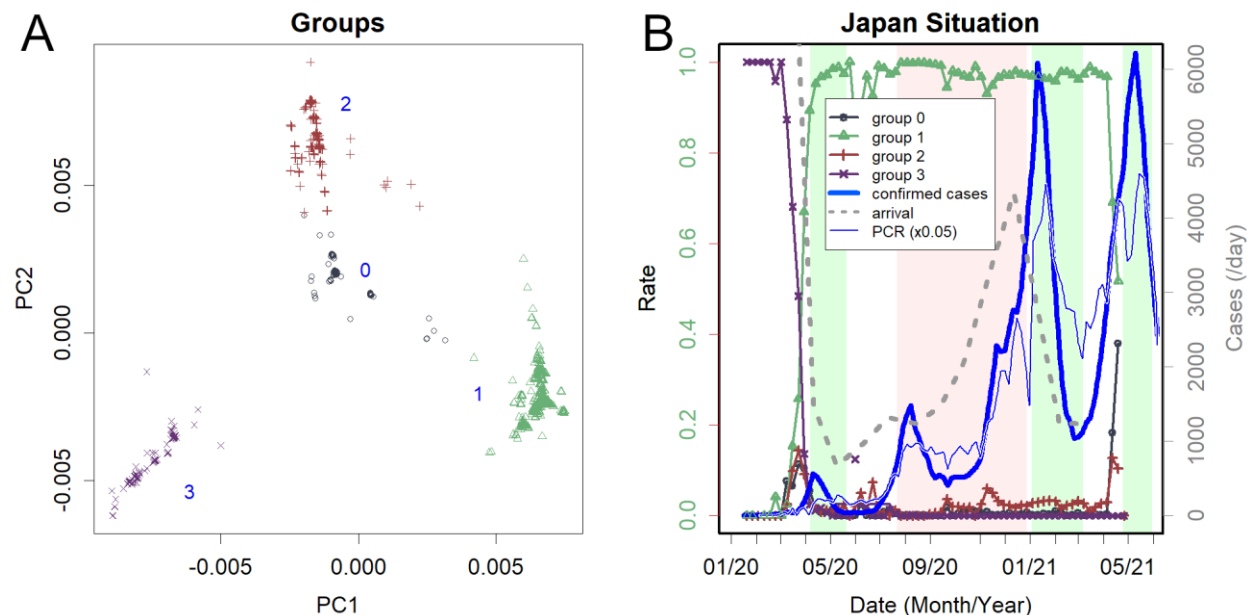 A
Groups
2
0
1
3
PC2
0.005
0.000
-0.005
-0.005
0.000
0.005
PC1
B
Japan Situation
Rate
1.0
0.8
0.6
0.4
0.2
0.0
group 0
group 1
group 2
group 3
confirmed cases
arrival
PCR (x0.05)
6000
5000
4000
3000
2000
1000
0
Cases (/day)
01/20
05/20
09/20
01/21
05/21
Date (Month/Year)